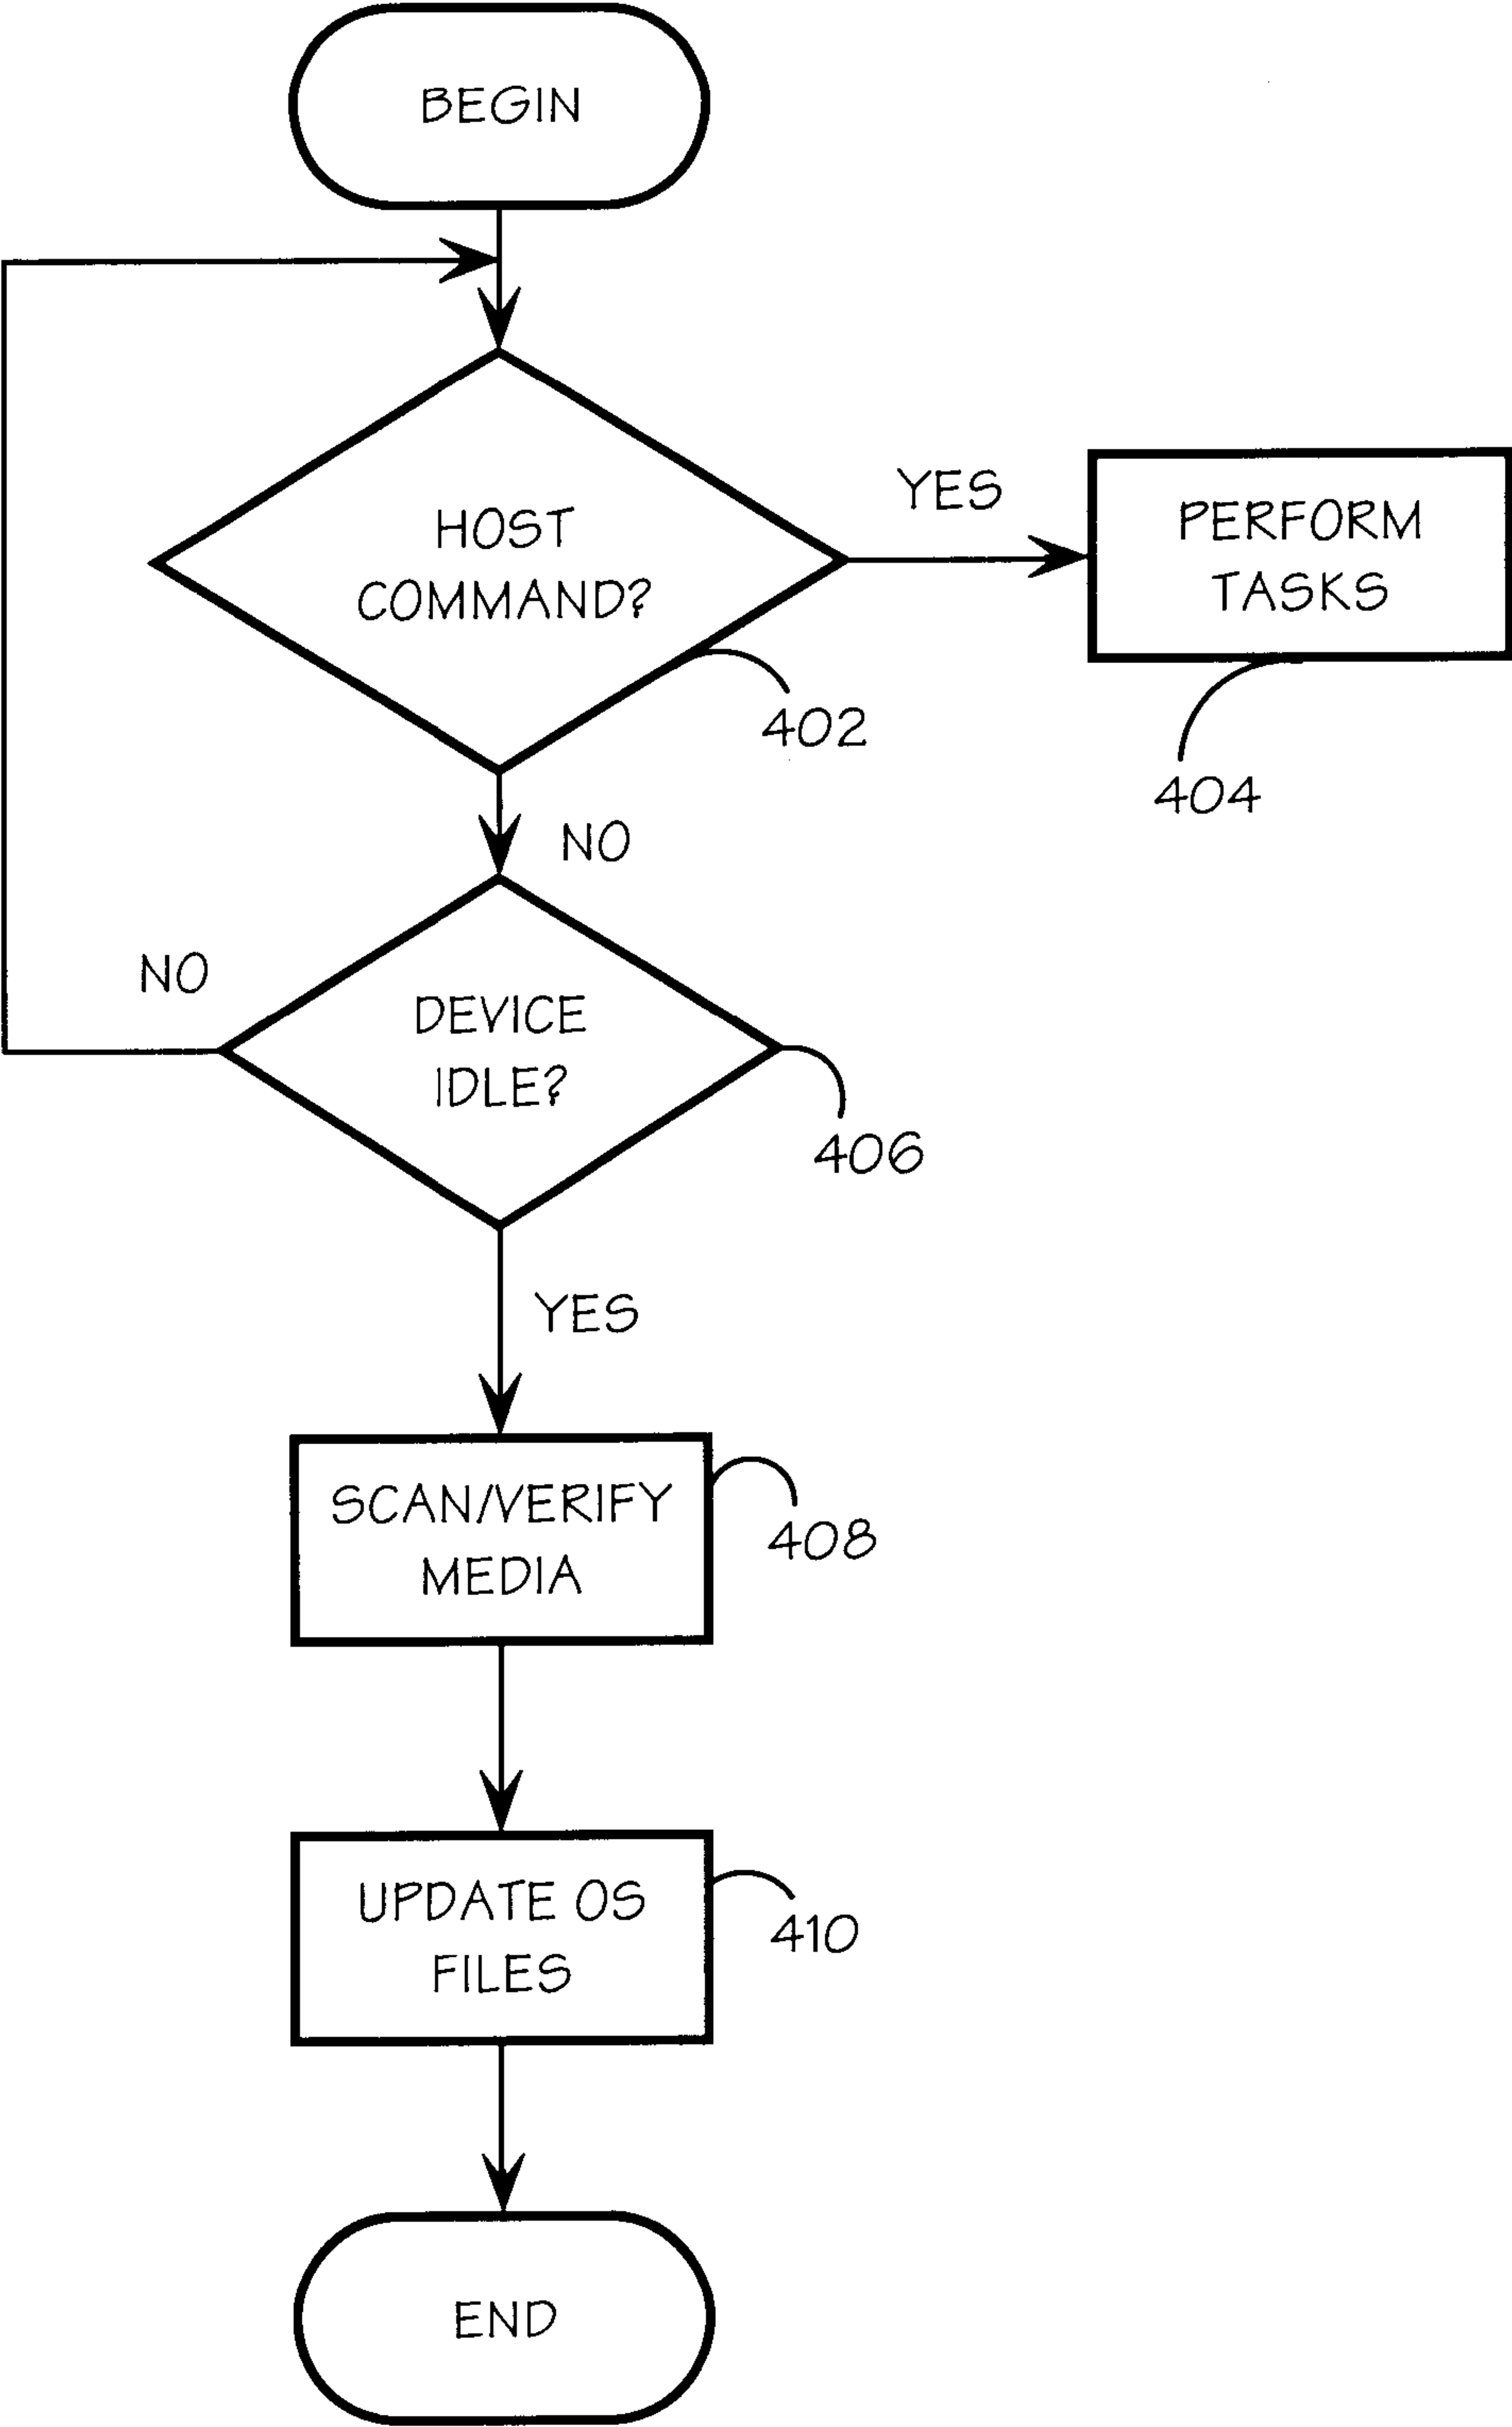 BEGIN
HOST
COMMAND?
YES
PERFORM
TASKS
402
404
NO
NO
DEVICE
IDLE?
406
YES
SCAN/VERIFY
MEDIA
408
UPDATE OS
FILES
410
END